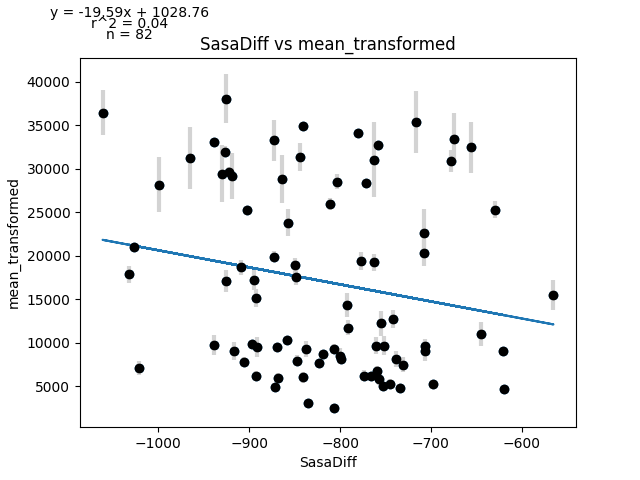 y = -19.59x + 1028.76
r^2 = 0.04
n = 82
SasaDiff vs mean_transformed
40000
35000
30000
25000
20000
15000
10000
5000
mean_transformed
−1000
−900
−800
−700
−600
SasaDiff